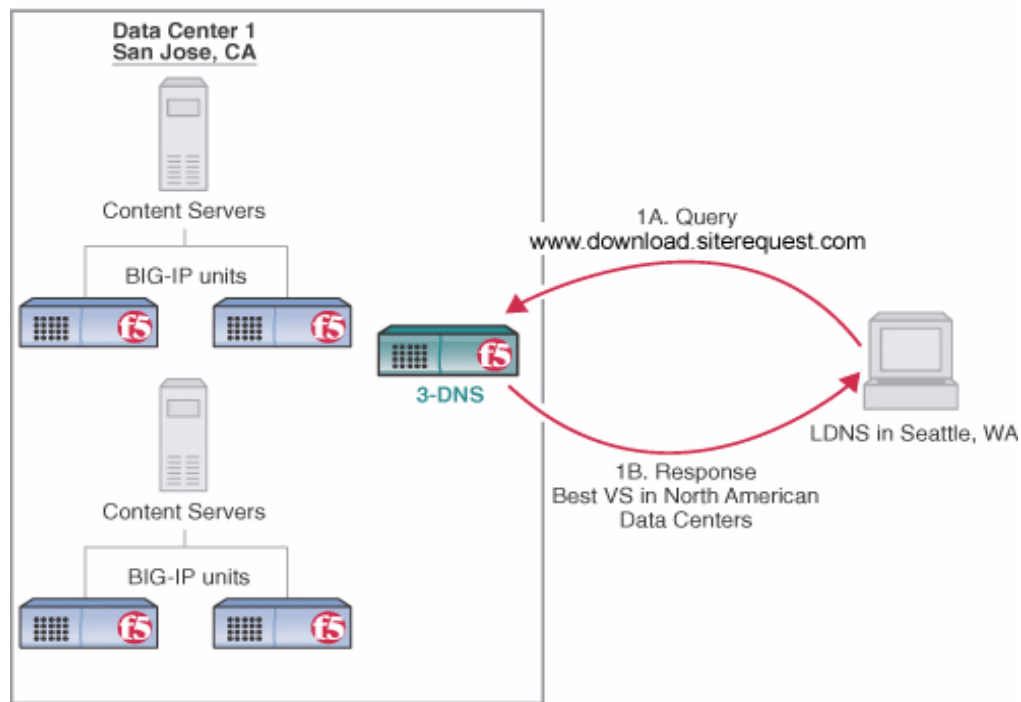 Data Center 1
San Jose, CA
Content Servers
BIG-IP units
f5
f5
f5
3-DNS
Content Servers
BIG-IP units
f5
f5
1A. Query
www.download.siterequest.com
LDNS in Seattle, WA
1B. Response
Best VS in North American
Data Centers